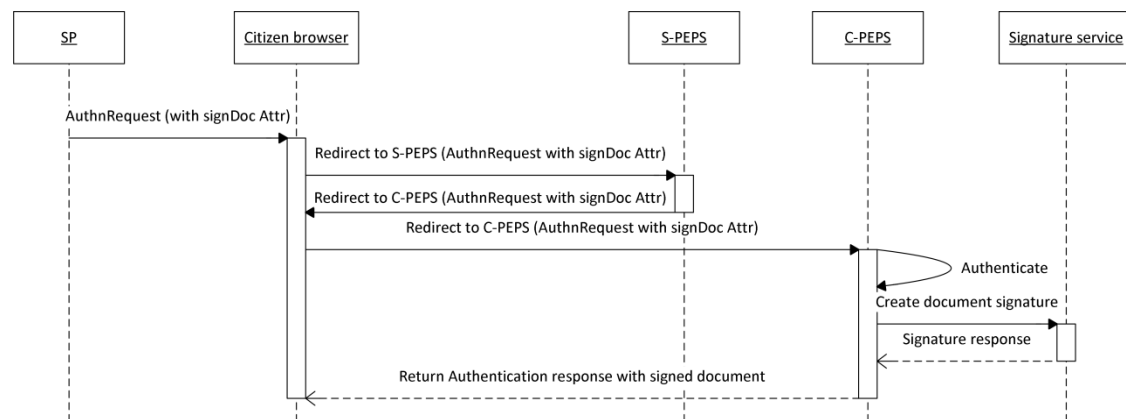 SP
Citizen browser
S-PEPS
C-PEPS
Signature service
AuthnRequest (with signDoc Attr)
Redirect to S-PEPS (AuthnRequest with signDoc Attr)
Redirect to C-PEPS (AuthnRequest with signDoc Attr)
Redirect to C-PEPS (AuthnRequest with signDoc Attr)
Authenticate
Create document signature
Signature response
Return Authentication response with signed document